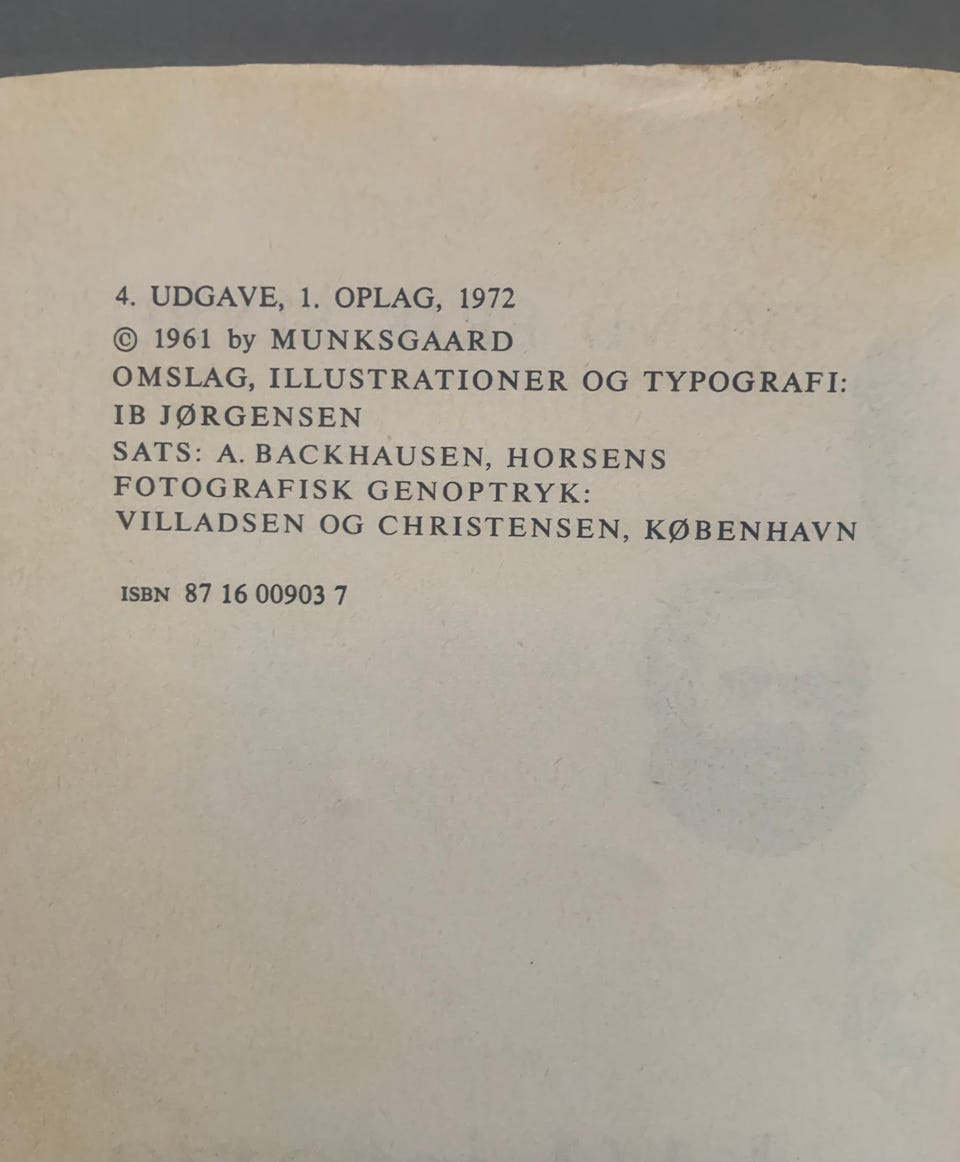 4. UDGAVE, 1. OPLAG, 1972
© 1961 by MUNKSGAARD
OMSLAG, ILLUSTRATIONER OG TYPOGRAFI:
IB JØRGENSEN
SATS: A. BACKHAUSEN, HORSENS
FOTOGRAFISK GENOPTRYK:
VILLADSEN OG CHRISTENSEN, KØBENHAVN
ISBN 87 16 00903 7